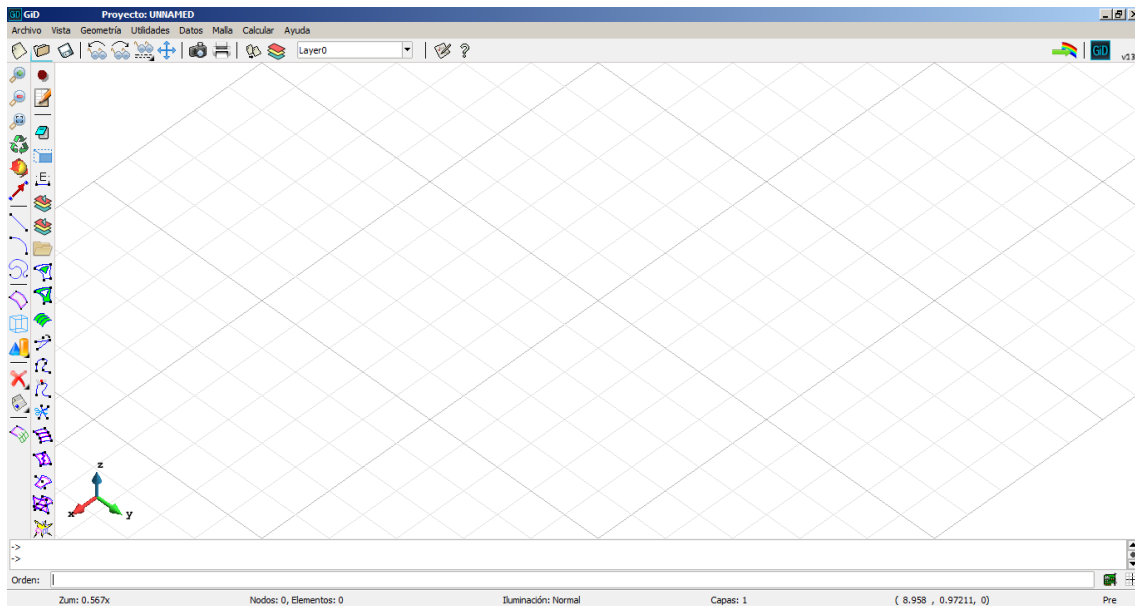 GiD GiD Proyecto: UNNAMED
Archivo Vista Geometría Utilidades Datos Malla Calcular Ayuda
Layer0 ? GiD v13
E
z
x y
->
->
Orden:
Zum: 0.567x Nodos: 0, Elementos: 0 Iluminación: Normal Capas: 1 ( 8.958 , 0.97211, 0) Pre